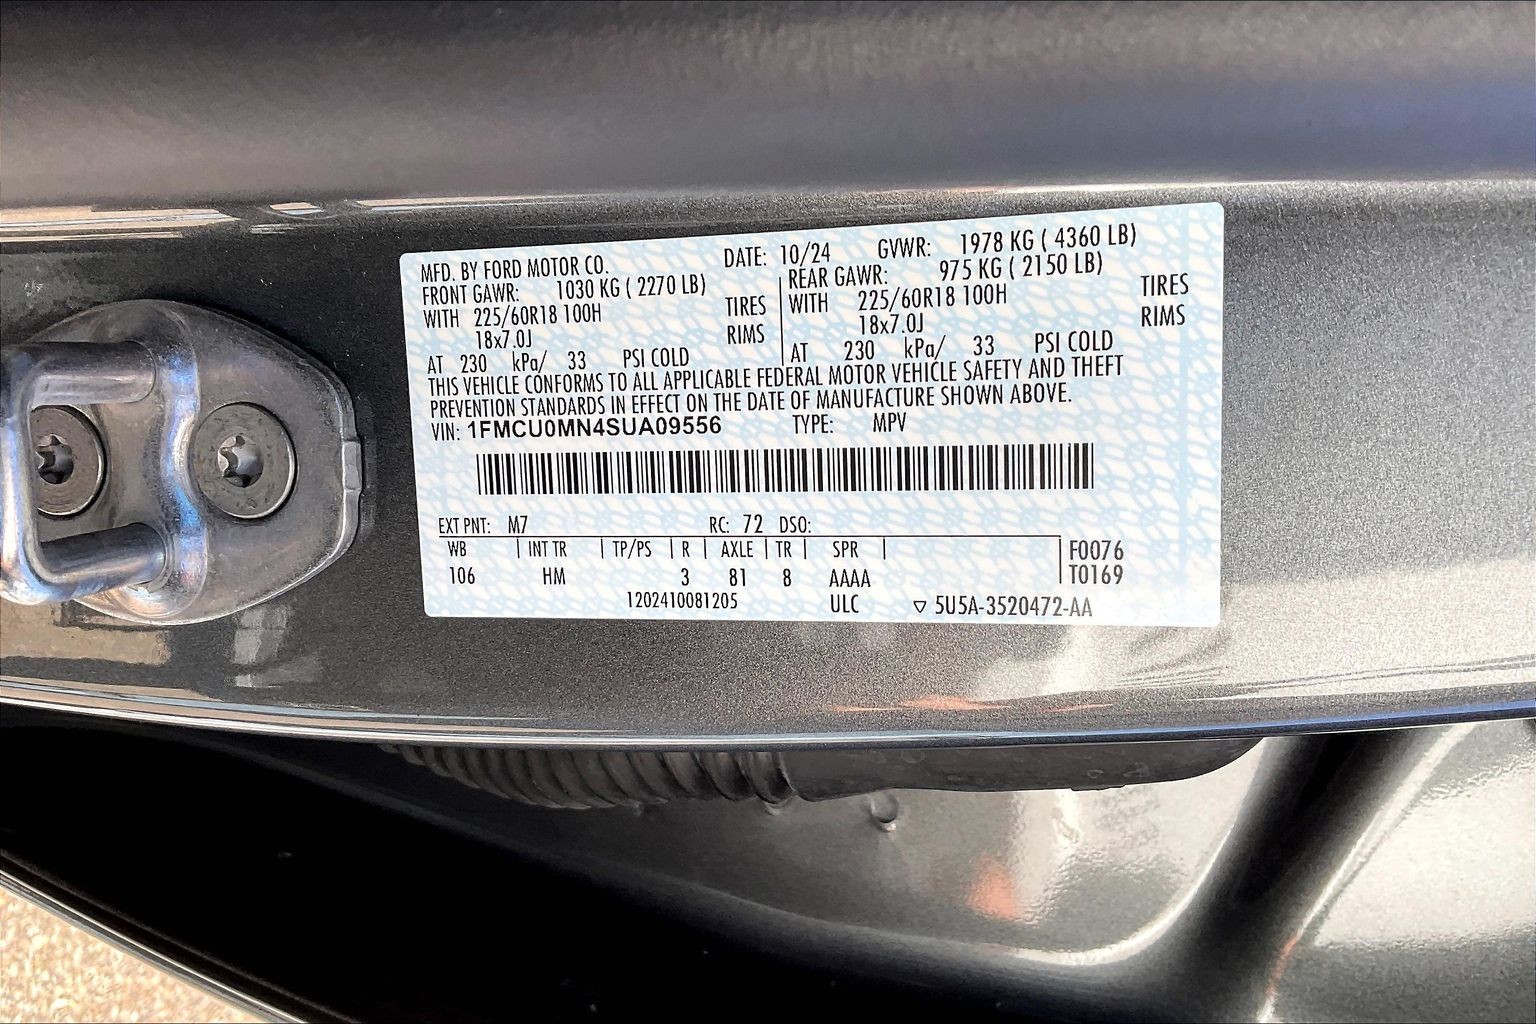 MFD. BY FORD MOTOR CO. DATE: 10/24 GVWR: 1978 KG ( 4360 LB)
FRONT GAWR: 1030 KG ( 2270 LB) REAR GAWR: 975 KG ( 2150 LB)
WITH 225/60R18 100H TIRES WITH 225/60R18 100H TIRES
18x7.0J RIMS 18x7.0J RIMS
AT 230 kPa/ 33 PSI COLD AT 230 kPa/ 33 PSI COLD
THIS VEHICLE CONFORMS TO ALL APPLICABLE FEDERAL MOTOR VEHICLE SAFETY AND THEFT
PREVENTION STANDARDS IN EFFECT ON THE DATE OF MANUFACTURE SHOWN ABOVE.
VIN: 1FMCU0MN4SUA09556 TYPE: MPV
EXT PNT: M7 RC: 72 DSO:
WB INT TR TP/PS R AXLE TR SPR F0076
106 HM 3 81 8 AAAA T0169
1202410081205 ULC ▽ 5U5A-3520472-AA